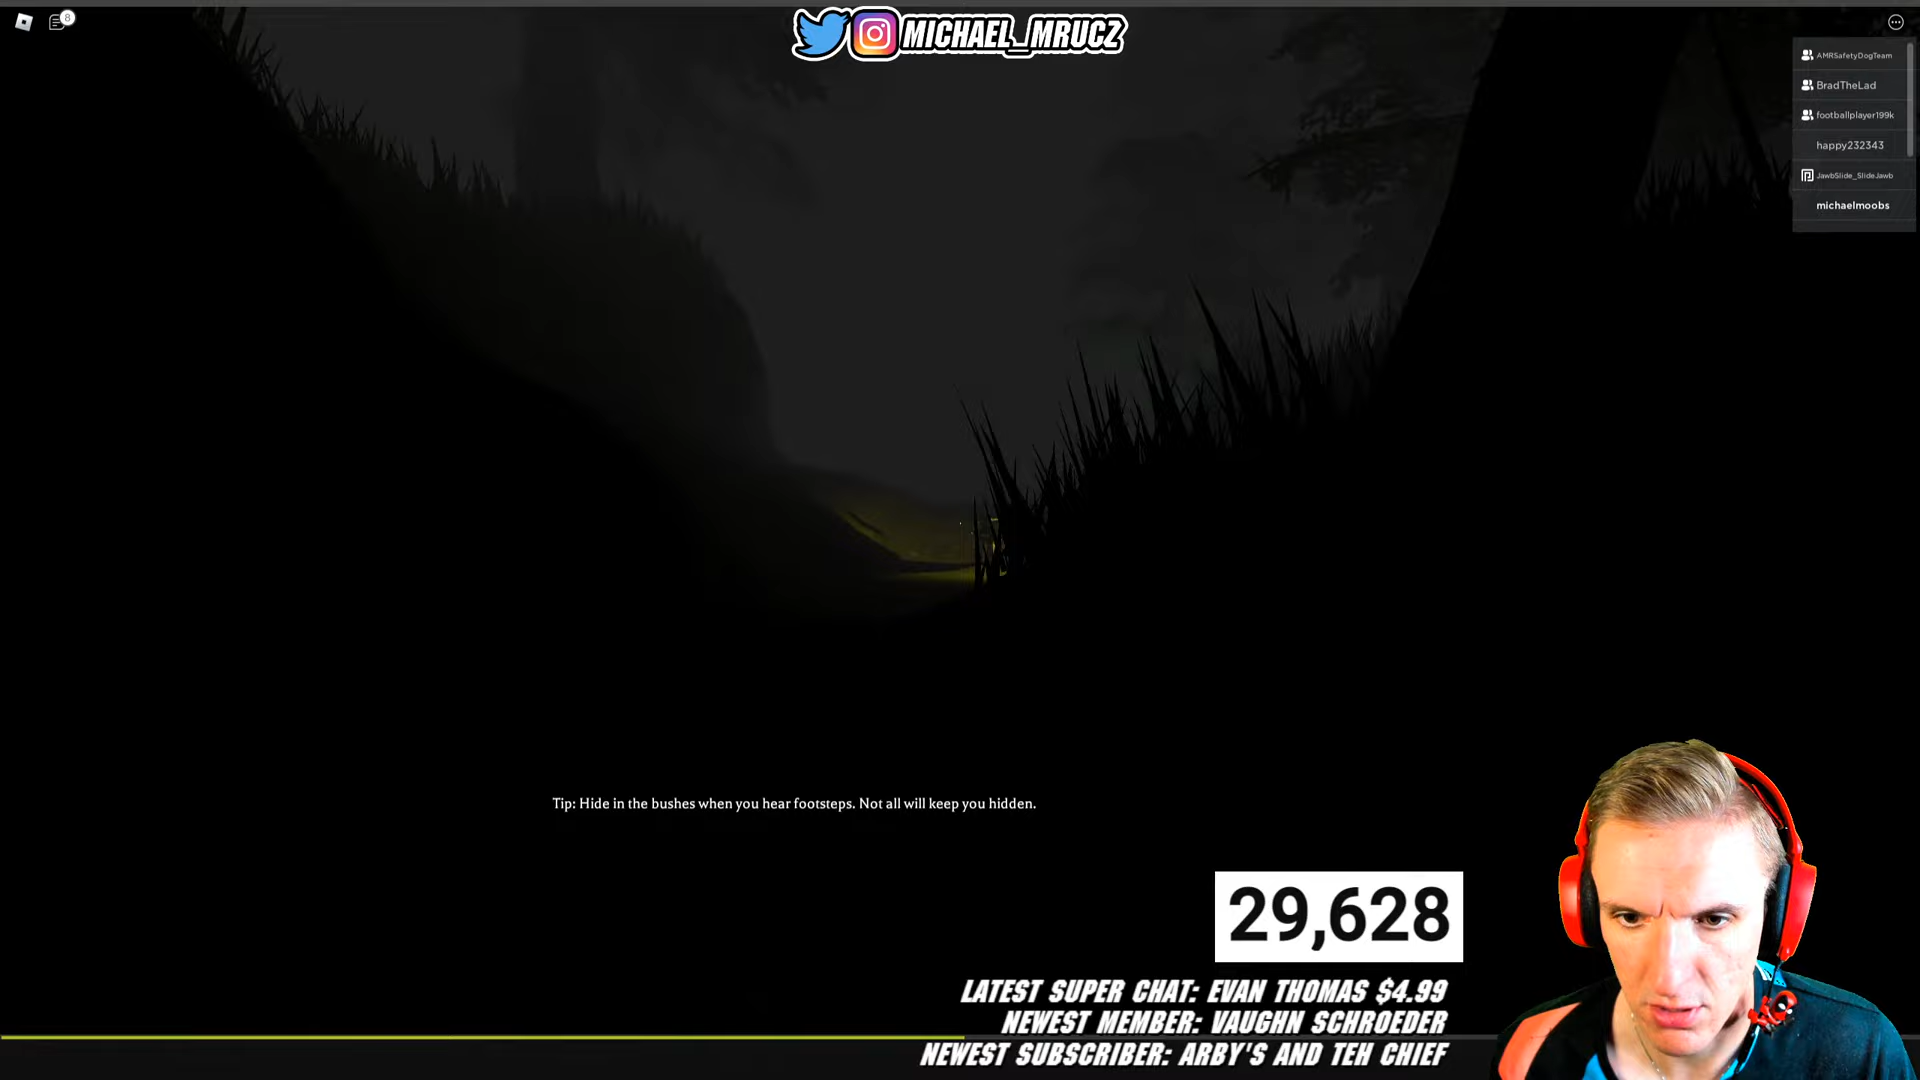 8
MICHAEL_MRUCZ
AMRSafetyDogTeam
BradTheLad
footballplayer199k
happy232343
JawbSlide_SlideJawb
michaelmoobs
Tip: Hide in the bushes when you hear footsteps. Not all will keep you hidden.
29,628
LATEST SUPER CHAT: EVAN THOMAS $4.99
NEWEST MEMBER: VAUGHN SCHROEDER
NEWEST SUBSCRIBER: ARBY'S AND TEH CHIEF